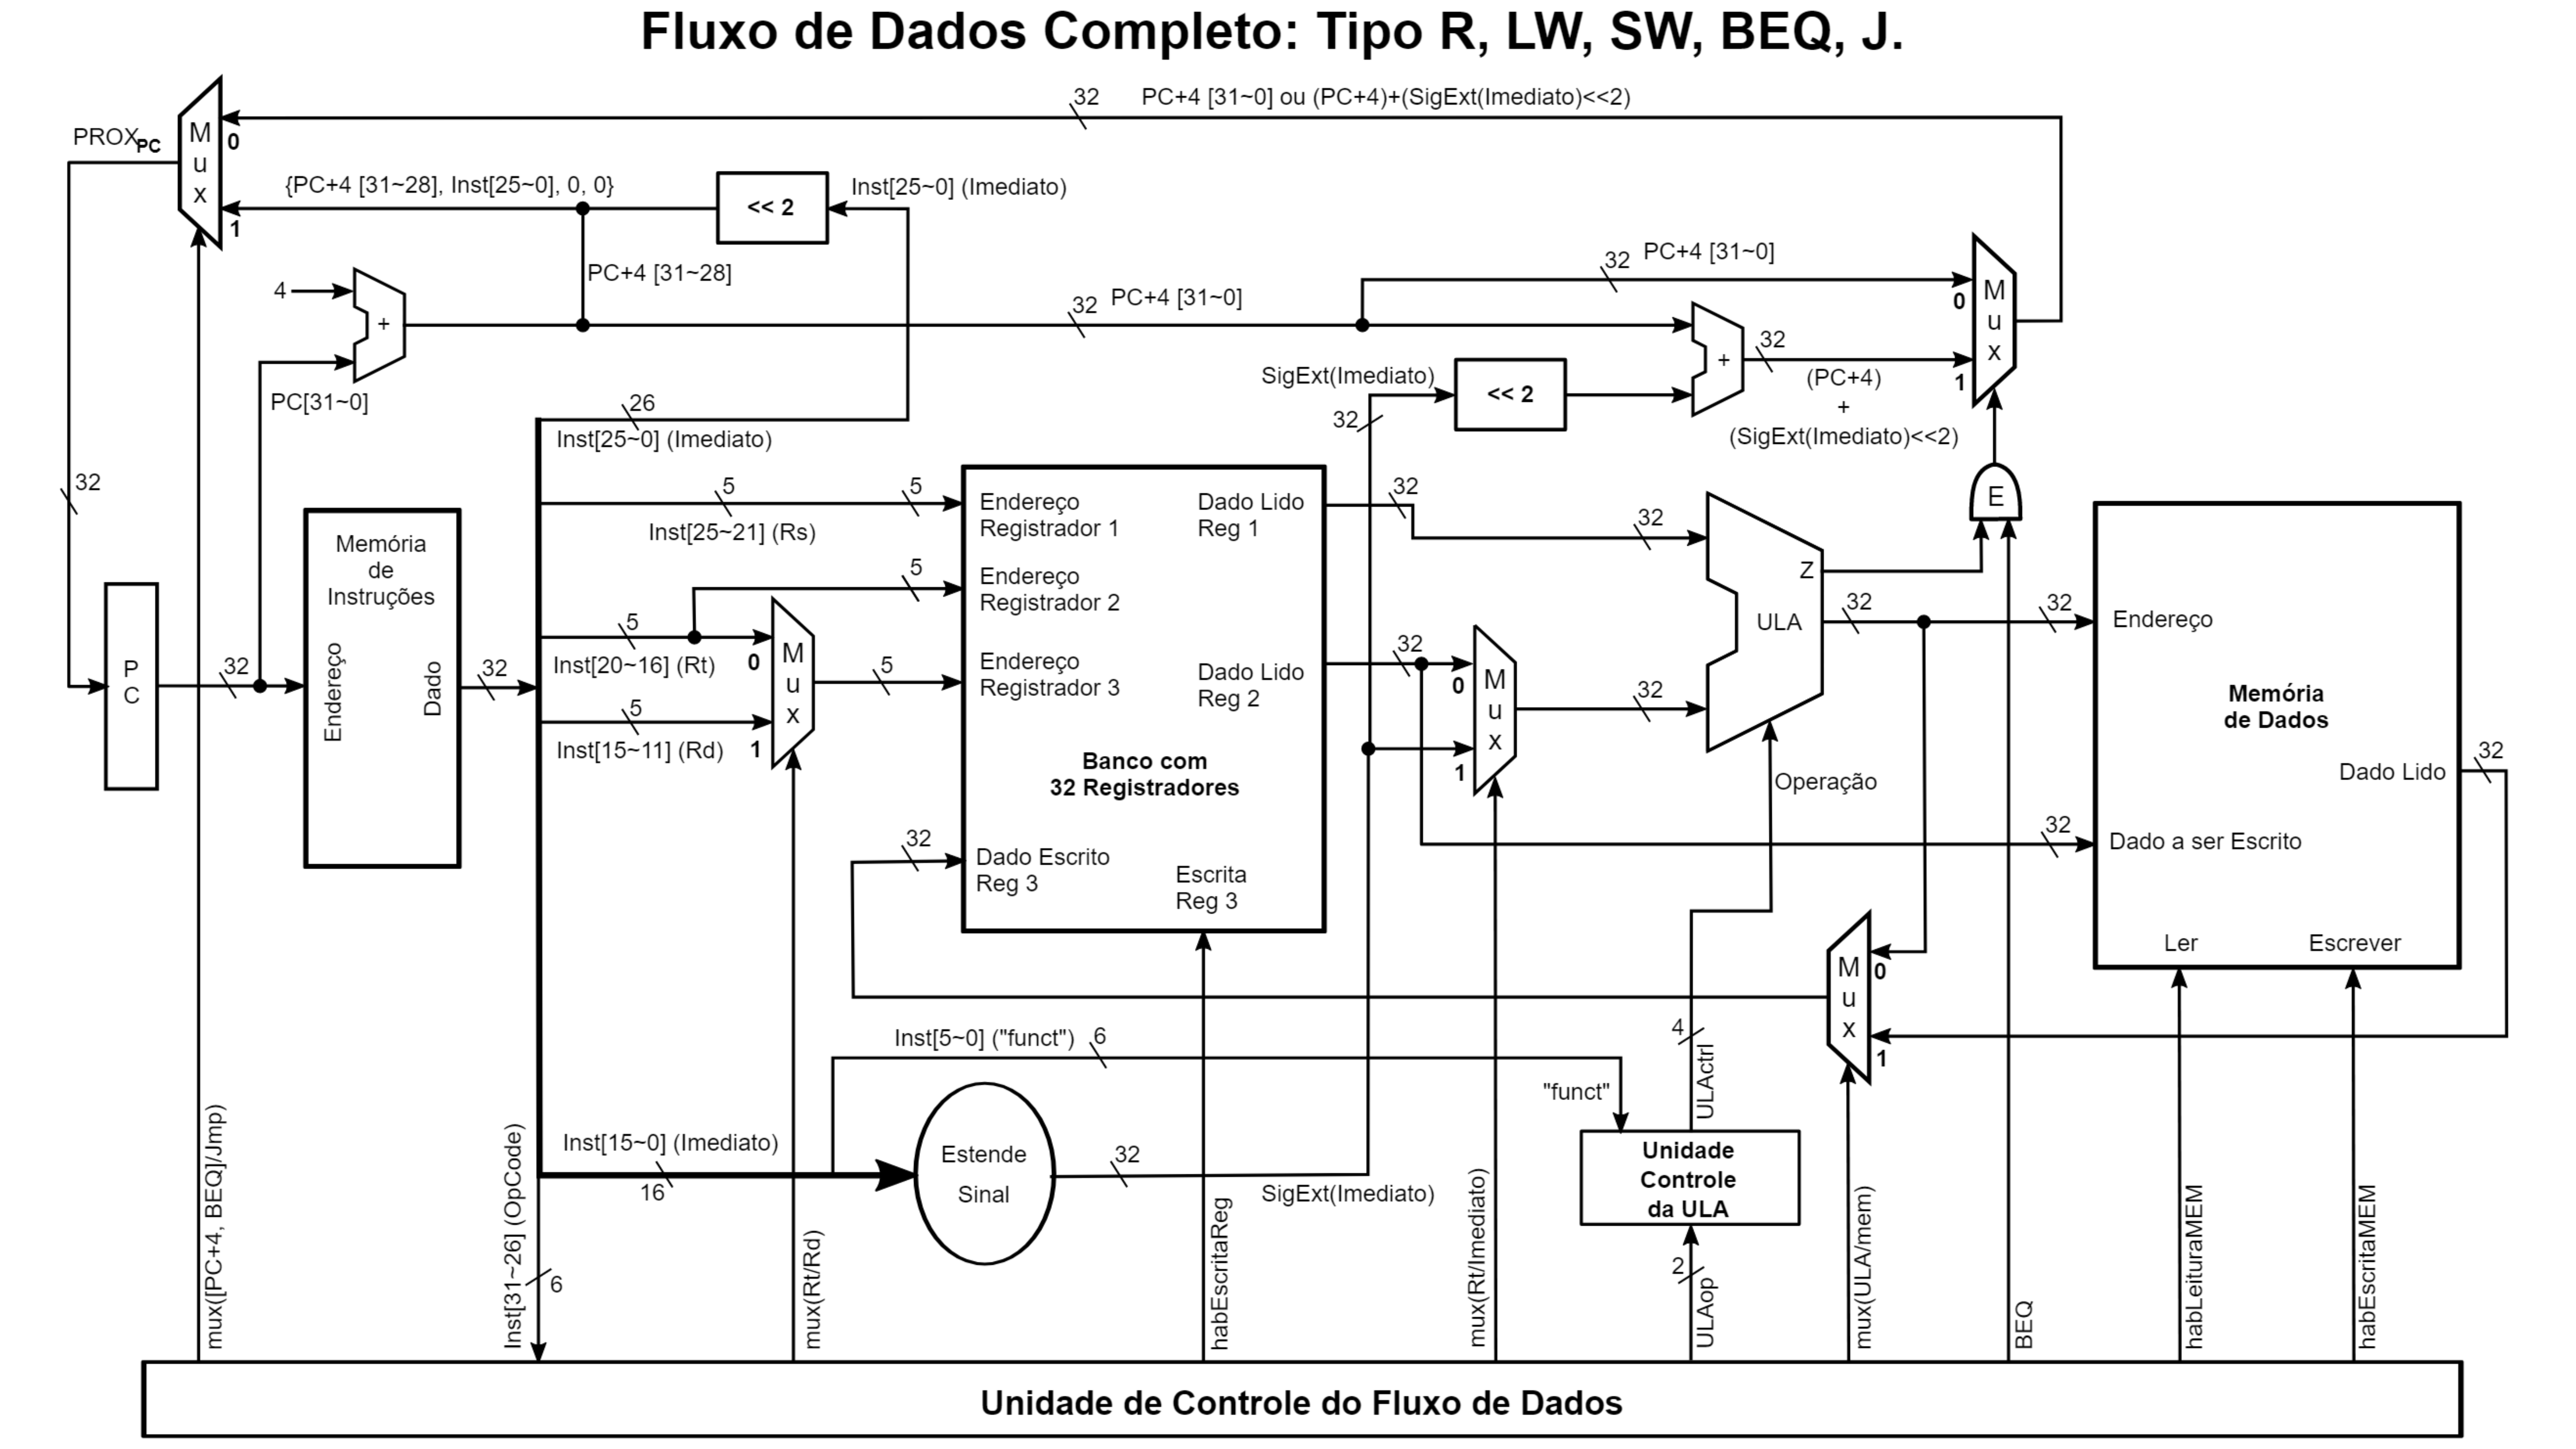 Fluxo de Dados Completo: Tipo R, LW, SW, BEQ, J.
32
PC+4 [31~0] ou (PC+4)+(SigExt(Imediato)<<2)
PROX PC
Mux
0
1
{PC+4 [31~28], Inst[25~0], 0, 0}
<< 2
Inst[25~0] (Imediato)
PC+4 [31~28]
4
+
PC[31~0]
32
PC+4 [31~0]
32
PC+4 [31~0]
0
Mux
1
SigExt(Imediato)
32
<< 2
+
32
(PC+4)
+
(SigExt(Imediato)<<2)
E
26
Inst[25~0] (Imediato)
32
PC
32
Memória
de
Instruções
Endereço
Dado
32
5
5
Inst[25~21] (Rs)
5
5
Inst[20~16] (Rt)
0
Mux
5
5
Inst[15~11] (Rd)
1
Endereço
Registrador 1
Endereço
Registrador 2
Endereço
Registrador 3
Dado Lido
Reg 1
Dado Lido
Reg 2
Banco com
32 Registradores
32
Dado Escrito
Reg 3
Escrita
Reg 3
32
32
32
0
Mux
1
32
Z
ULA
32
32
Operação
32
Endereço
Memória
de Dados
Dado Lido
32
Dado a ser Escrito
Ler
Escrever
Mux
0
1
Inst[5~0] ("funct")
6
"funct"
4
ULActrl
Unidade
Controle
da ULA
Inst[15~0] (Imediato)
16
Estende
Sinal
32
SigExt(Imediato)
mux([PC+4, BEQ]/Jmp)
Inst[31~26] (OpCode)
6
mux(Rt/Rd)
habEscritaReg
mux(Rt/Imediato)
2
ULAop
mux(ULA/mem)
BEQ
habLeituraMEM
habEscritaMEM
Unidade de Controle do Fluxo de Dados